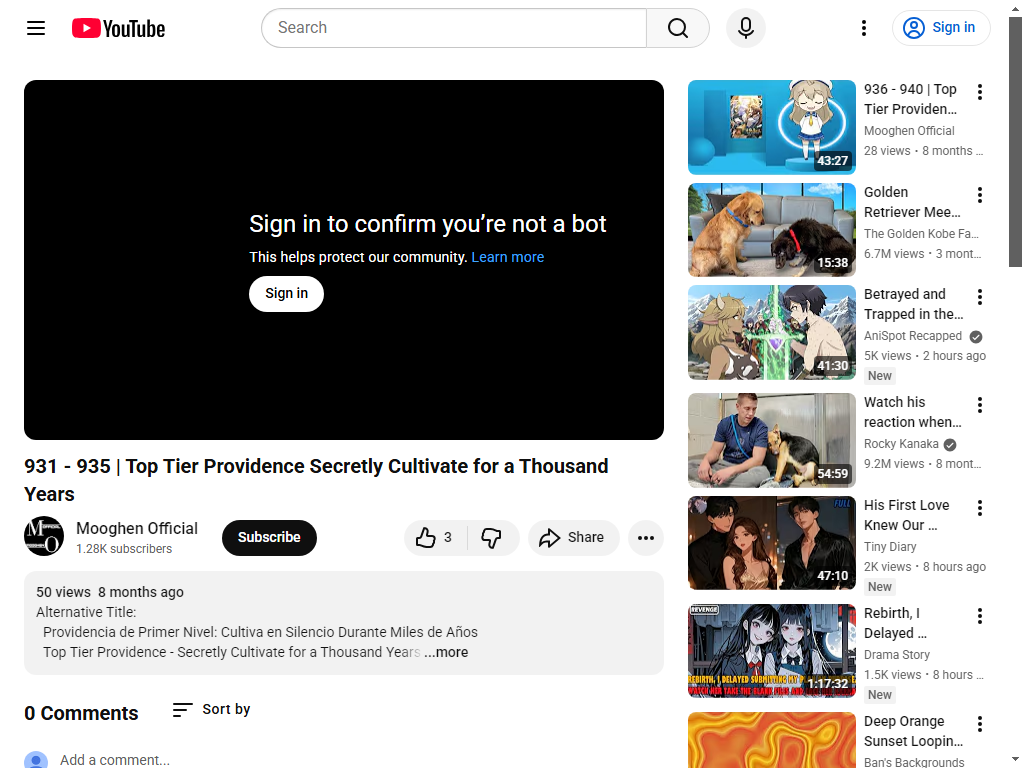 YouTube
Search
Sign in
Sign in to confirm you’re not a bot
This helps protect our community. Learn more
Sign in
931 - 935 | Top Tier Providence Secretly Cultivate for a Thousand
Years
Mooghen Official
1.28K subscribers
Subscribe
3
Share
50 views 8 months ago
Alternative Title:
Providencia de Primer Nivel: Cultiva en Silencio Durante Miles de Años
Top Tier Providence - Secretly Cultivate for a Thousand Years ...more
0 Comments
Sort by
Add a comment...
43:27
936 - 940 | Top
Tier Providen...
Mooghen Official
28 views • 8 months ...
15:38
Golden
Retriever Mee...
The Golden Kobe Fa...
6.7M views • 3 mont...
41:30
Betrayed and
Trapped in the...
AniSpot Recapped
5K views • 2 hours ago
New
54:59
Watch his
reaction when...
Rocky Kanaka
9.2M views • 8 mont...
FULL
47:10
His First Love
Knew Our ...
Tiny Diary
2K views • 8 hours ago
New
REVENGE
REBIRTH, I DELAYED SUBMITTING MY
1:17:32
Rebirth, I
Delayed ...
Drama Story
1.5K views • 8 hours ...
New
Deep Orange
Sunset Loopin...
Ban's Backgrounds